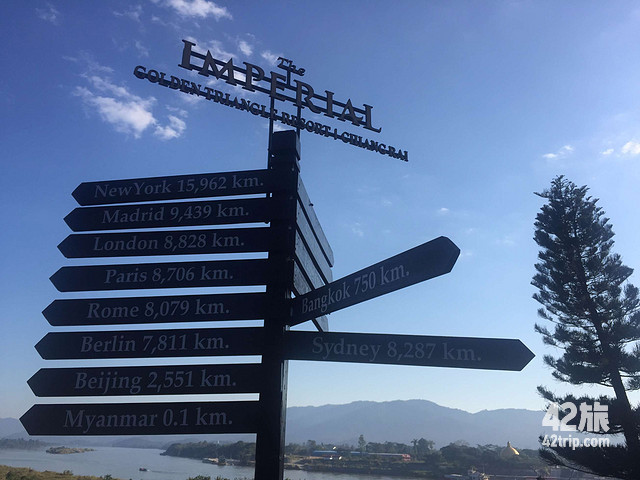 The
IMPERIAL
GOLDEN TRIANGLE RESORT | CHIANG RAI
NewYork 15,962 km.
Madrid 9,439 km.
London 8,828 km.
Paris 8,706 km.
Rome 8,079 km.
Berlin 7,811 km.
Beijing 2,551 km.
Myanmar 0.1 km.
Bangkok 750 km.
Sydney 8,287 km.
42旅
42trip.com